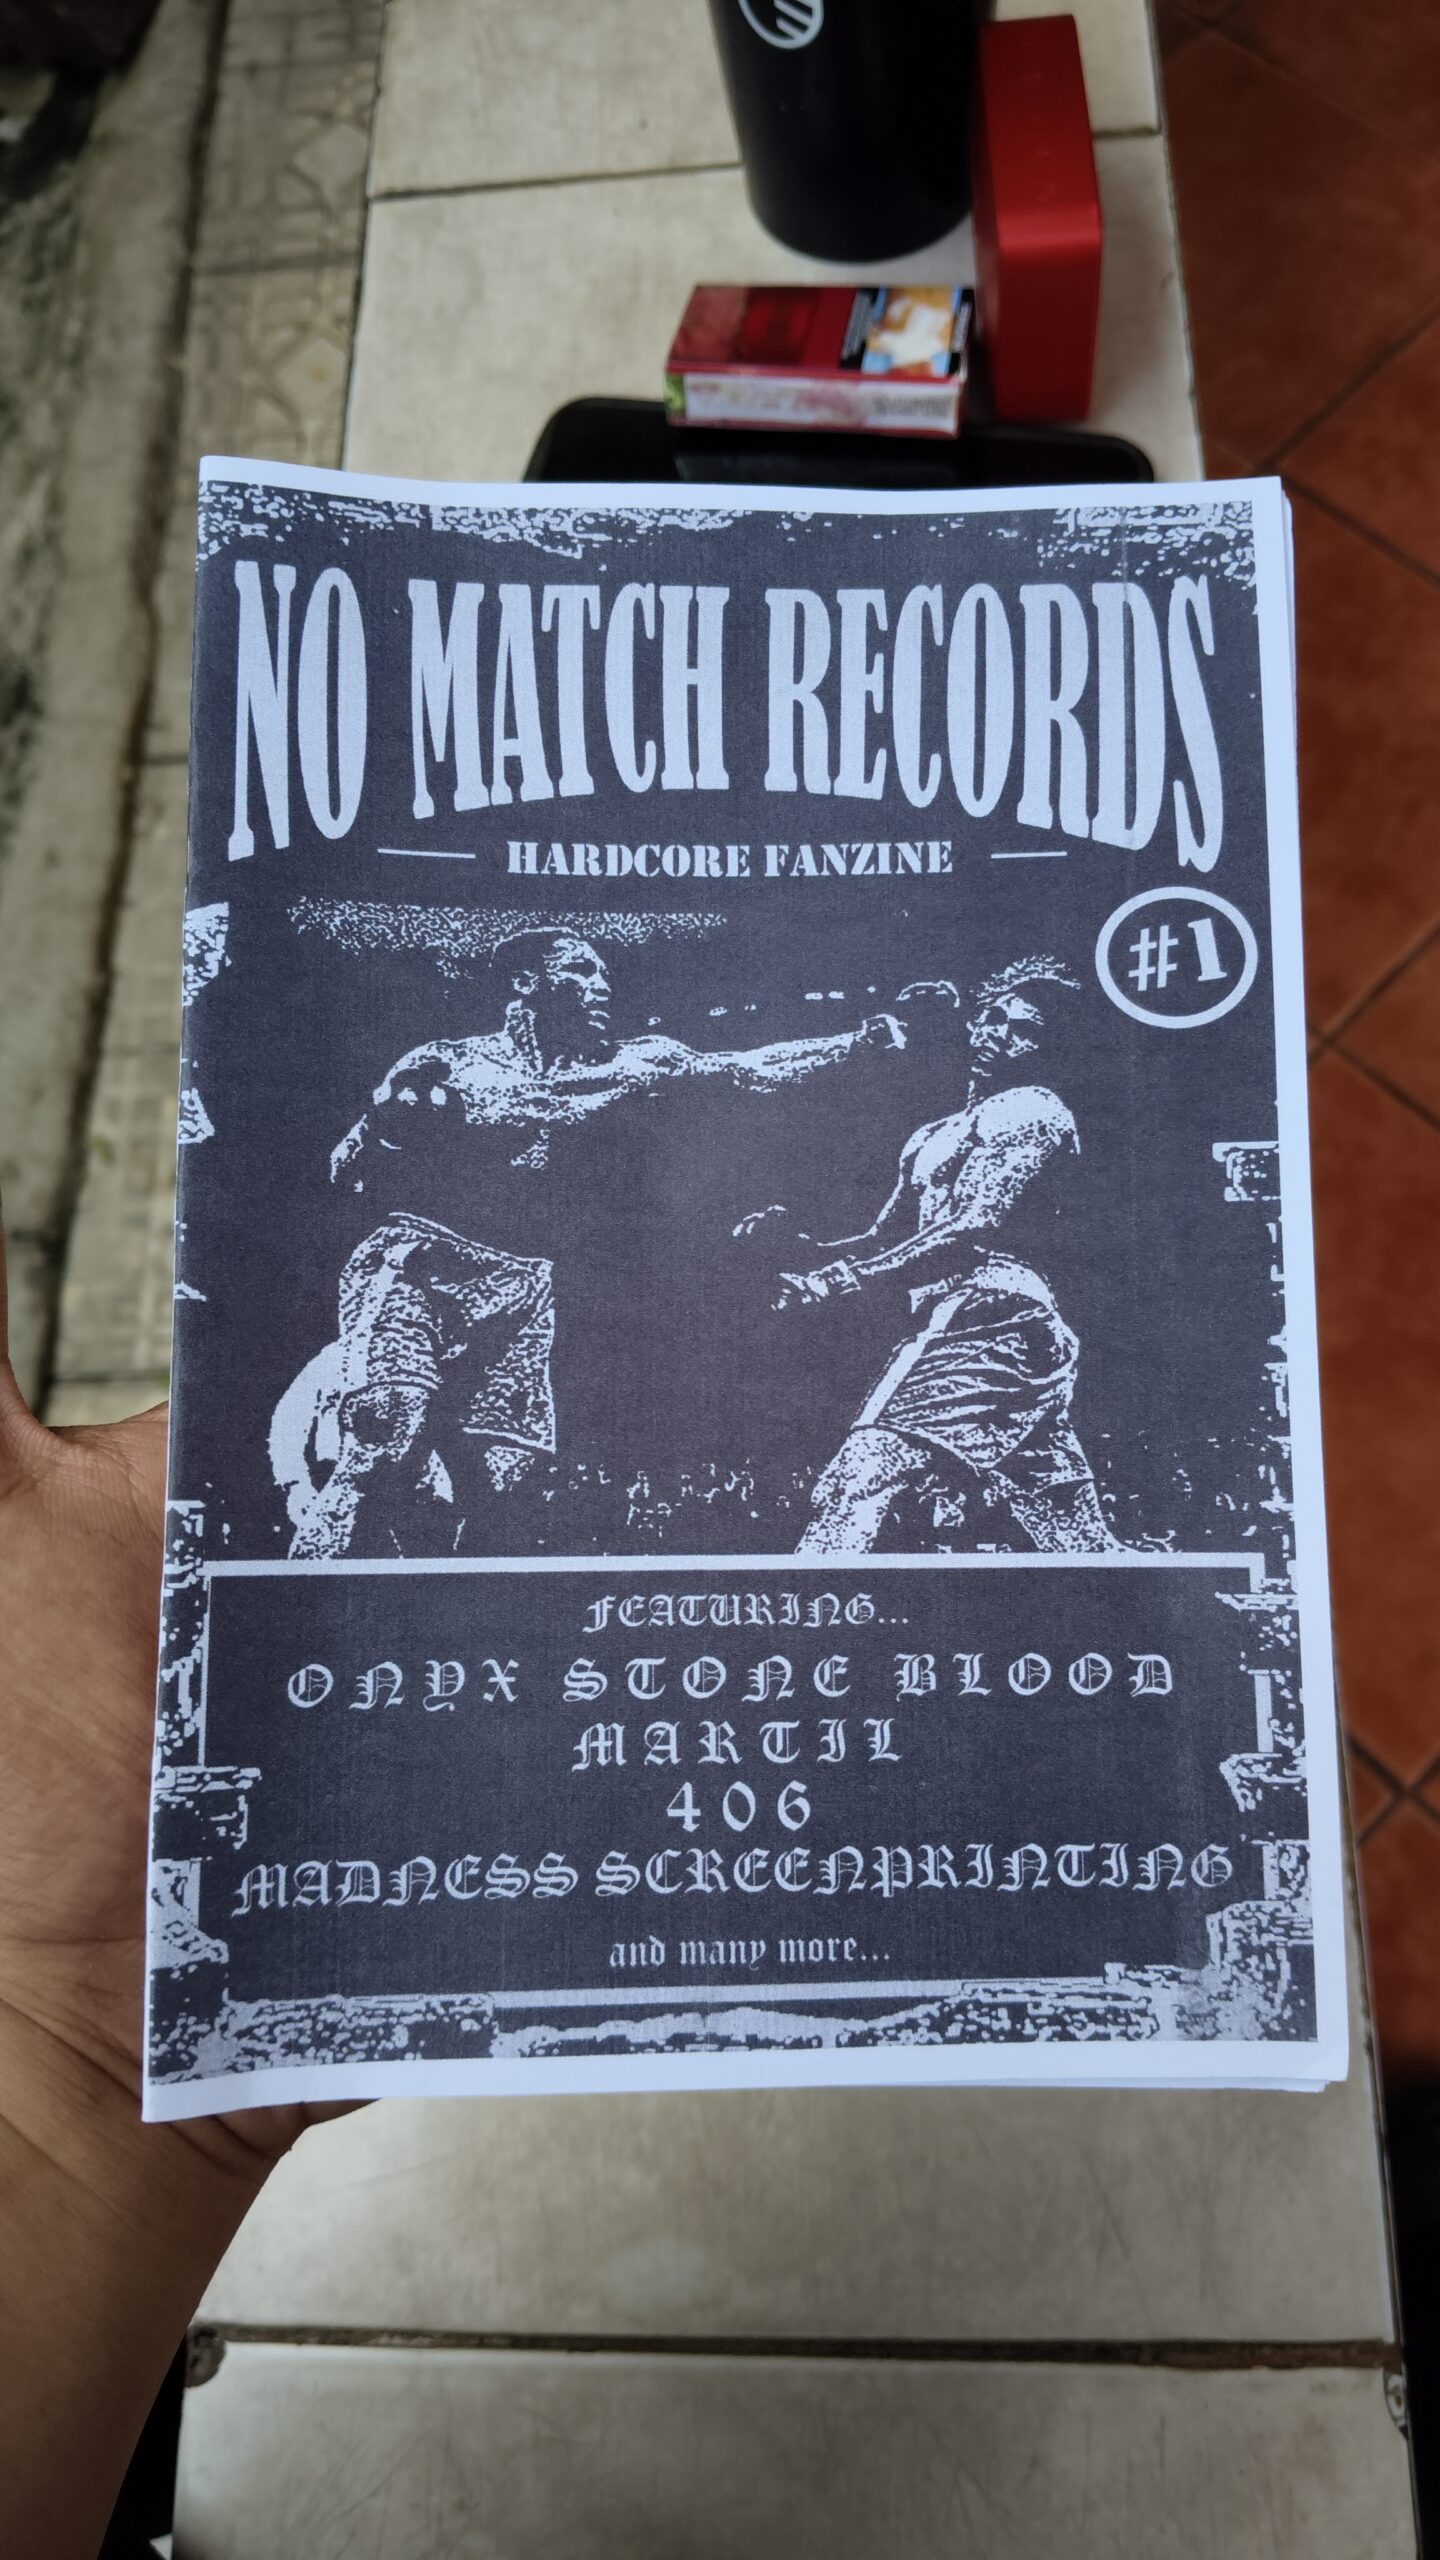 NO MATCH RECORDS
HARDCORE FANZINE
#1
FEATURING...
ONYX STONE BLOOD
MARTIL
406
MADNESS SCREENPRINTING
and many more...